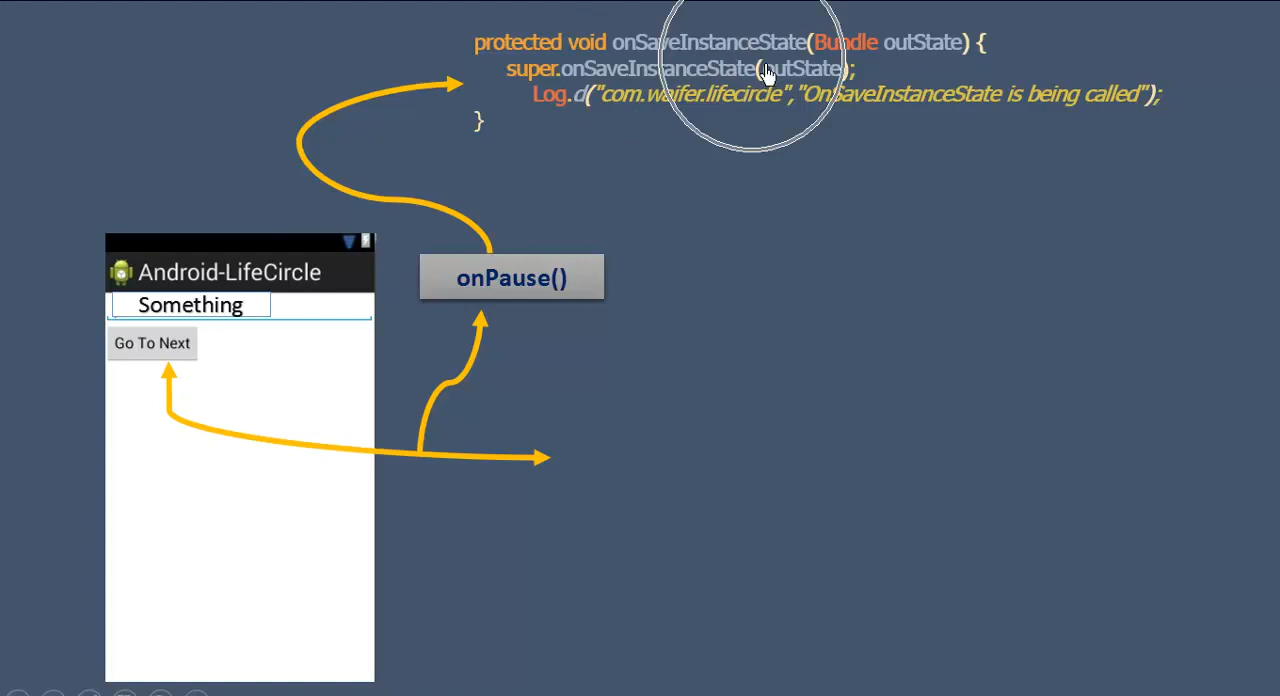 protected void onSaveInstanceState(Bundle outState) {
super.onSaveInstanceState(outState);
Log.d("com.waifer.lifecircle","OnSaveInstanceState is being called");
}
Android-LifeCircle
Something
Go To Next
onPause()